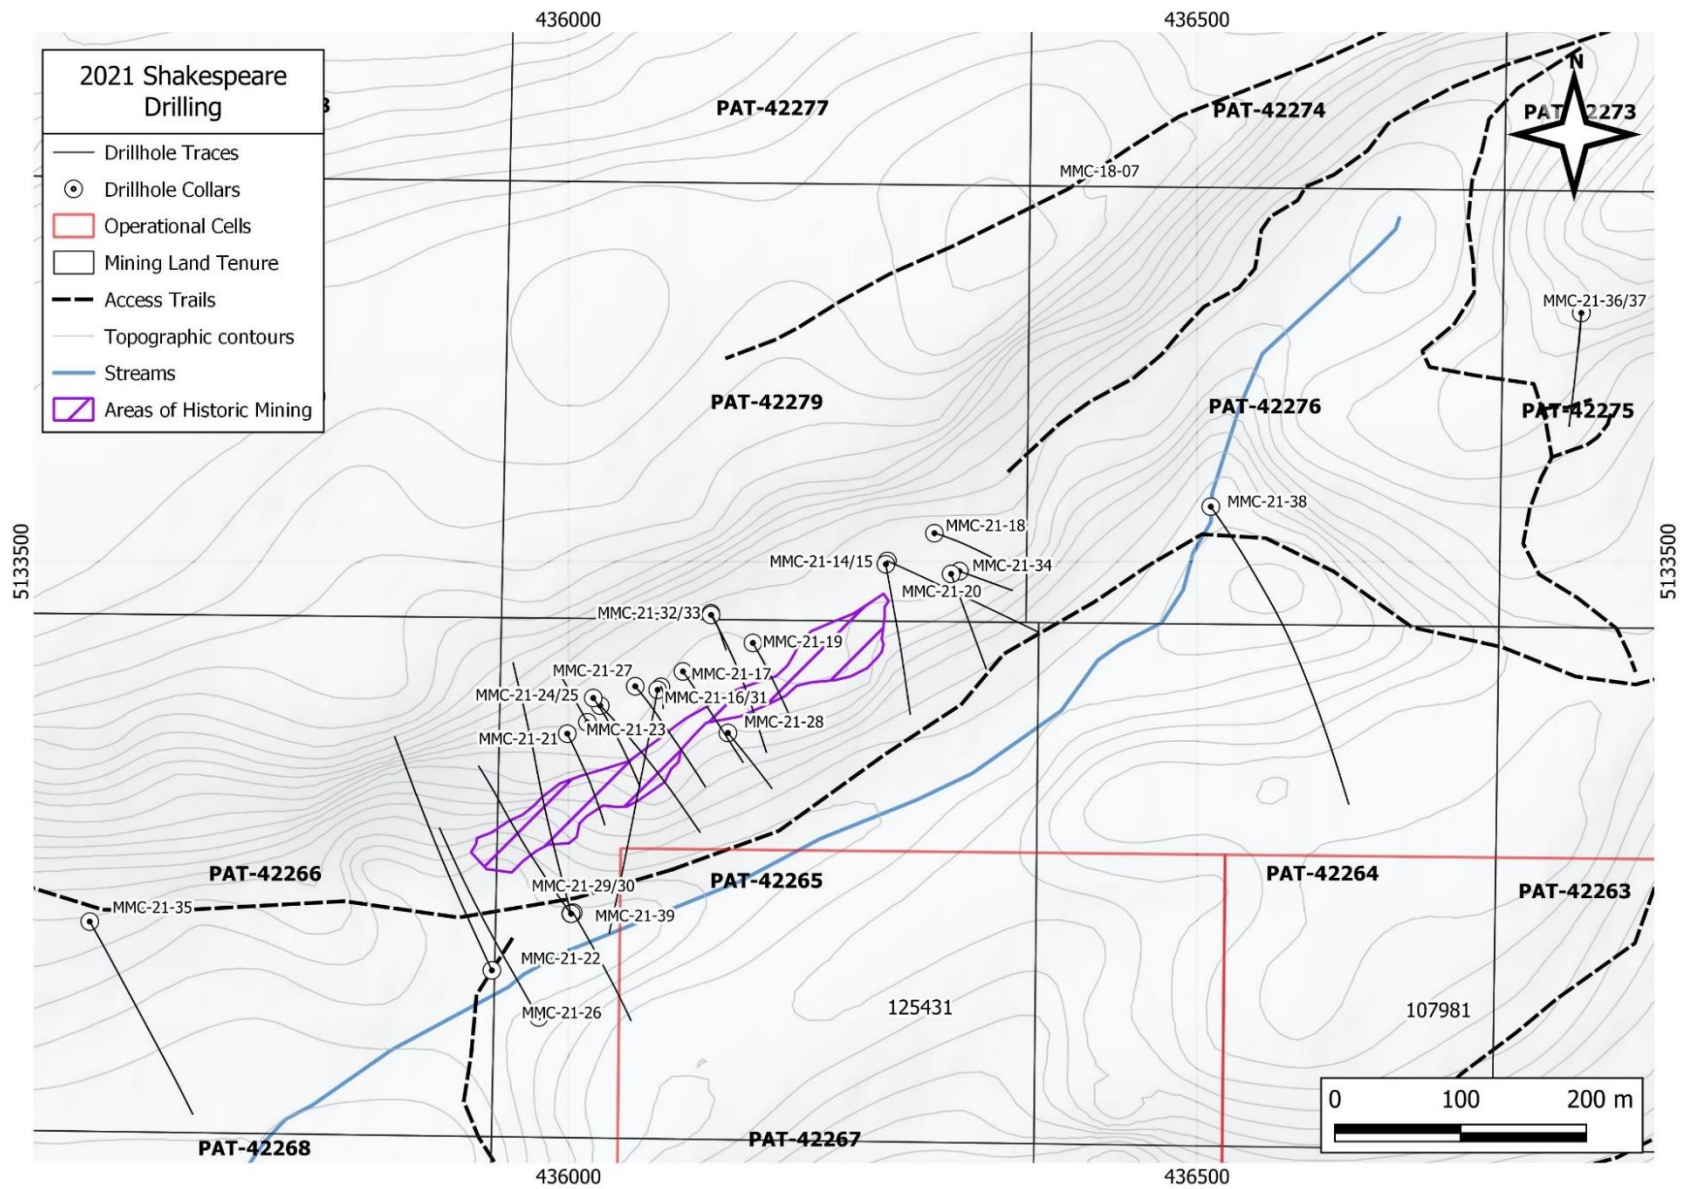 436000
436500
2021 Shakespeare
Drilling
Drillhole Traces
Drillhole Collars
Operational Cells
Mining Land Tenure
Access Trails
Topographic contours
Streams
Areas of Historic Mining
N
PAT-42277
PAT-42274
MMC-18-07
MMC-21-36/37
PAT-42279
PAT-42276
PAT-42275
MMC-21-38
5133500
5133500
MMC-21-18
MMC-21-14/15
MMC-21-34
MMC-21-20
MMC-21-32/33
MMC-21-19
MMC-21-27
MMC-21-17
MMC-21-24/25
MMC-21-16/31
MMC-21-28
MMC-21-23
MMC-21-21
PAT-42266
PAT-42265
PAT-42264
PAT-42263
MMC-21-29/30
MMC-21-35
MMC-21-39
MMC-21-22
MMC-21-26
125431
107981
0 100 200 m
PAT-42268
PAT-42267
436000
436500